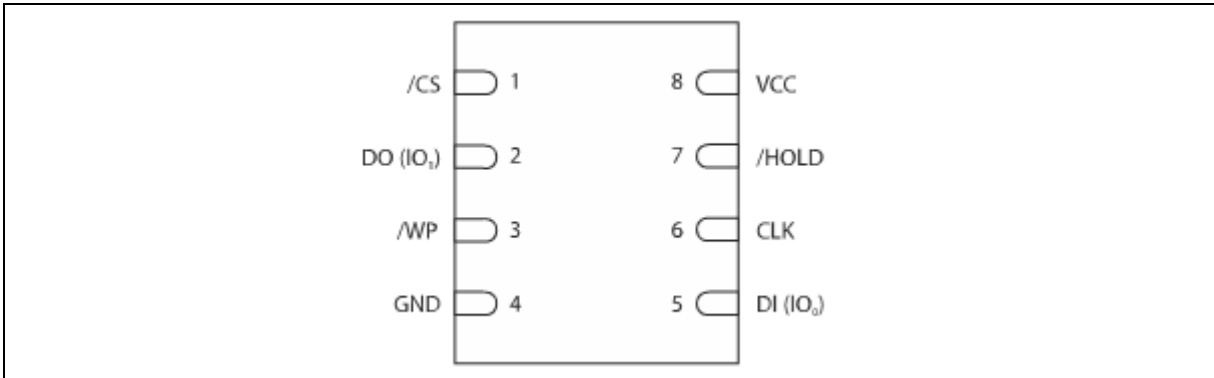 /CS 1 8 VCC
DO (IO₁) 2 7 /HOLD
/WP 3 6 CLK
GND 4 5 DI (IO₀)